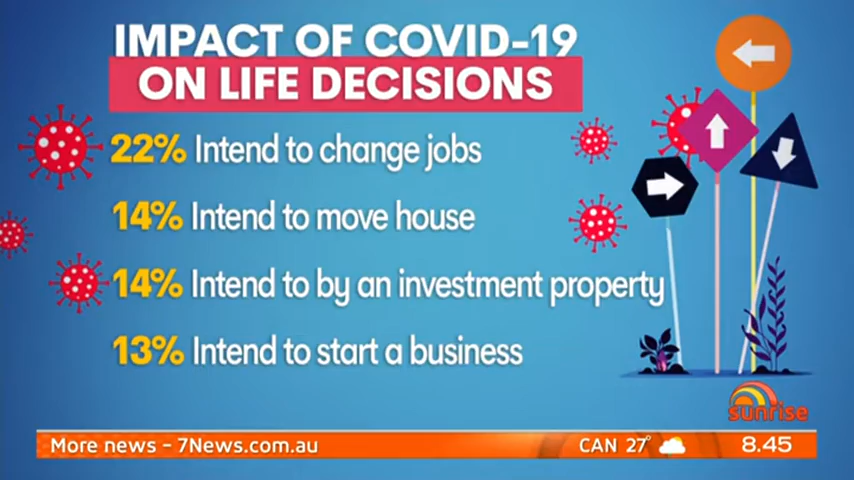 IMPACT OF COVID-19
ON LIFE DECISIONS
22% Intend to change jobs
14% Intend to move house
14% Intend to by an investment property
13% Intend to start a business
sunrise
More news - 7News.com.au CAN 27° 8.45